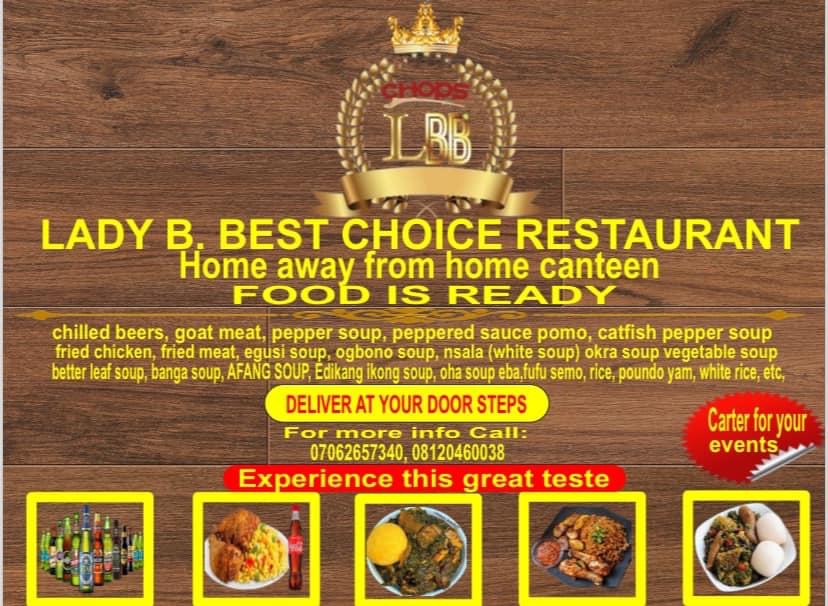 CHOPS
LBB
LADY B. BEST CHOICE RESTAURANT
Home away from home canteen
FOOD IS READY
chilled beers, goat meat, pepper soup, peppered sauce pomo, catfish pepper soup
fried chicken, fried meat, egusi soup, ogbono soup, nsala (white soup) okra soup vegetable soup
better leaf soup, banga soup, AFANG SOUP, Edikang ikong soup, oha soup eba,fufu semo, rice, poundo yam, white rice, etc,
DELIVER AT YOUR DOOR STEPS
For more info Call:
07062657340, 08120460038
Carter for your
events
Experience this great teste